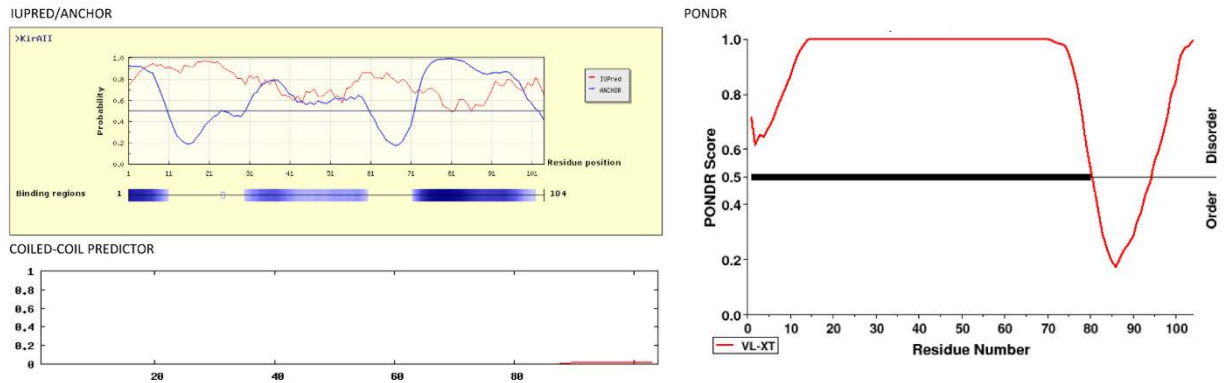 IUPRED/ANCHOR
>KirAII
1.0
0.8
0.6
0.4
0.2
0.0
Probability
1 11 21 31 41 51 61 71 81 91 101
Residue position
IUPred
ANCHOR
Binding regions 1 104
COILED-COIL PREDICTOR
1
0.8
0.6
0.4
0.2
0
20 40 60 80
PONDR
1.0
0.8
0.6
0.5
0.4
0.2
0.0
PONDR Score
Disorder
Order
0 10 20 30 40 50 60 70 80 90 100
VL-XT
Residue Number